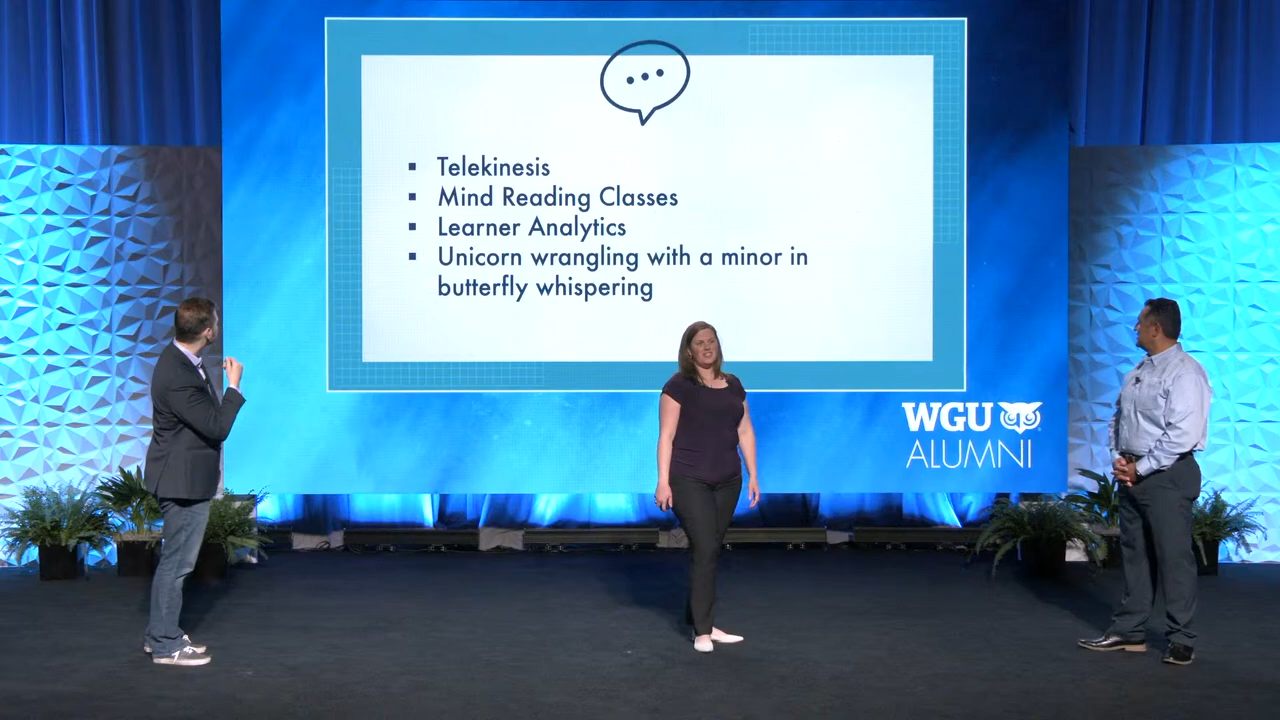 ▪ Telekinesis
▪ Mind Reading Classes
▪ Learner Analytics
▪ Unicorn wrangling with a minor in
butterfly whispering
WGU
ALUMNI